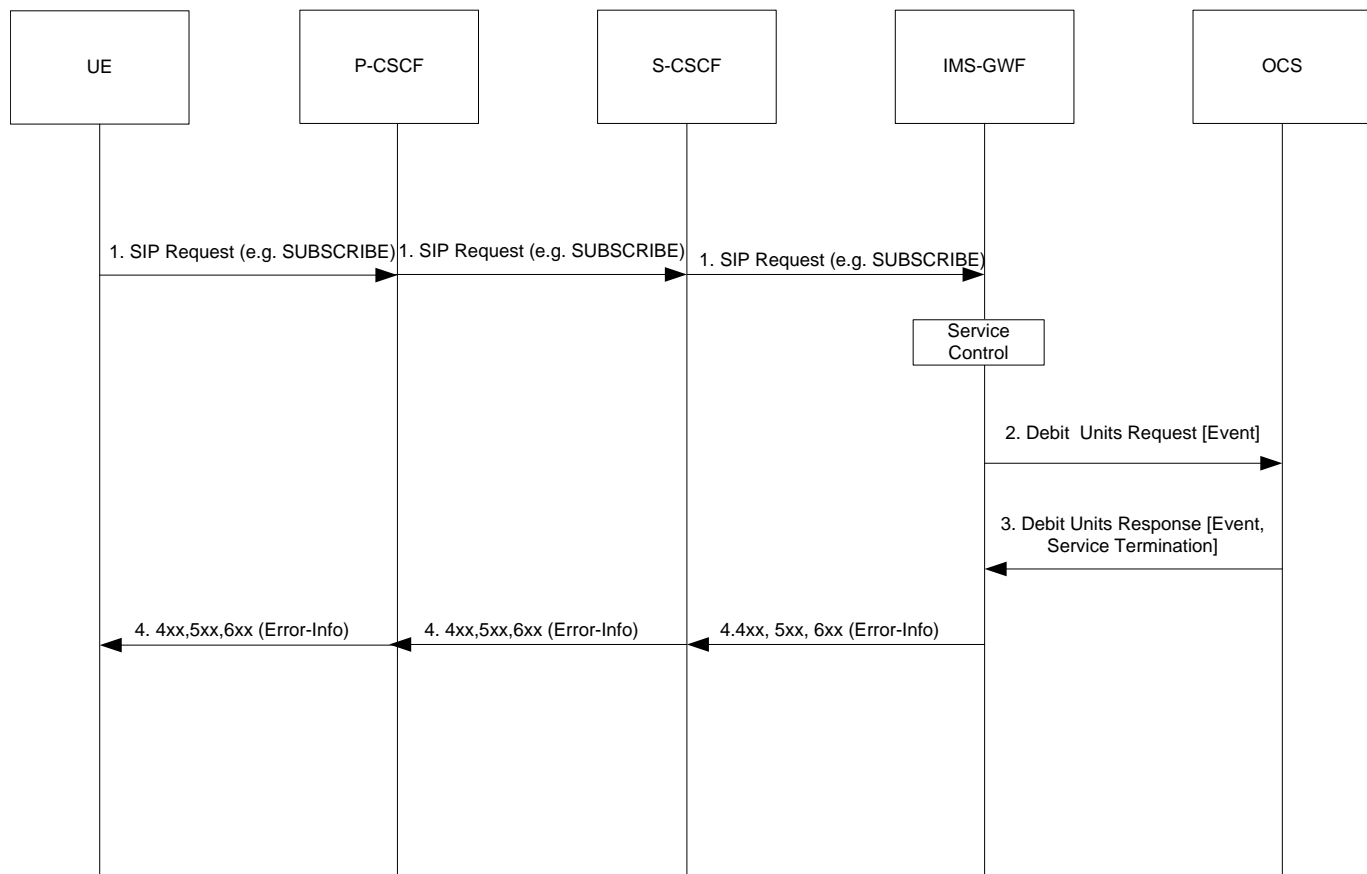 UE
P-CSCF
S-CSCF
IMS-GWF
OCS
1. SIP Request (e.g. SUBSCRIBE)
1. SIP Request (e.g. SUBSCRIBE)
1. SIP Request (e.g. SUBSCRIBE)
Service
Control
2. Debit  Units Request [Event]
3. Debit Units Response [Event,
Service Termination]
4. 4xx,5xx,6xx (Error-Info)
4. 4xx,5xx,6xx (Error-Info)
4.4xx, 5xx, 6xx (Error-Info)